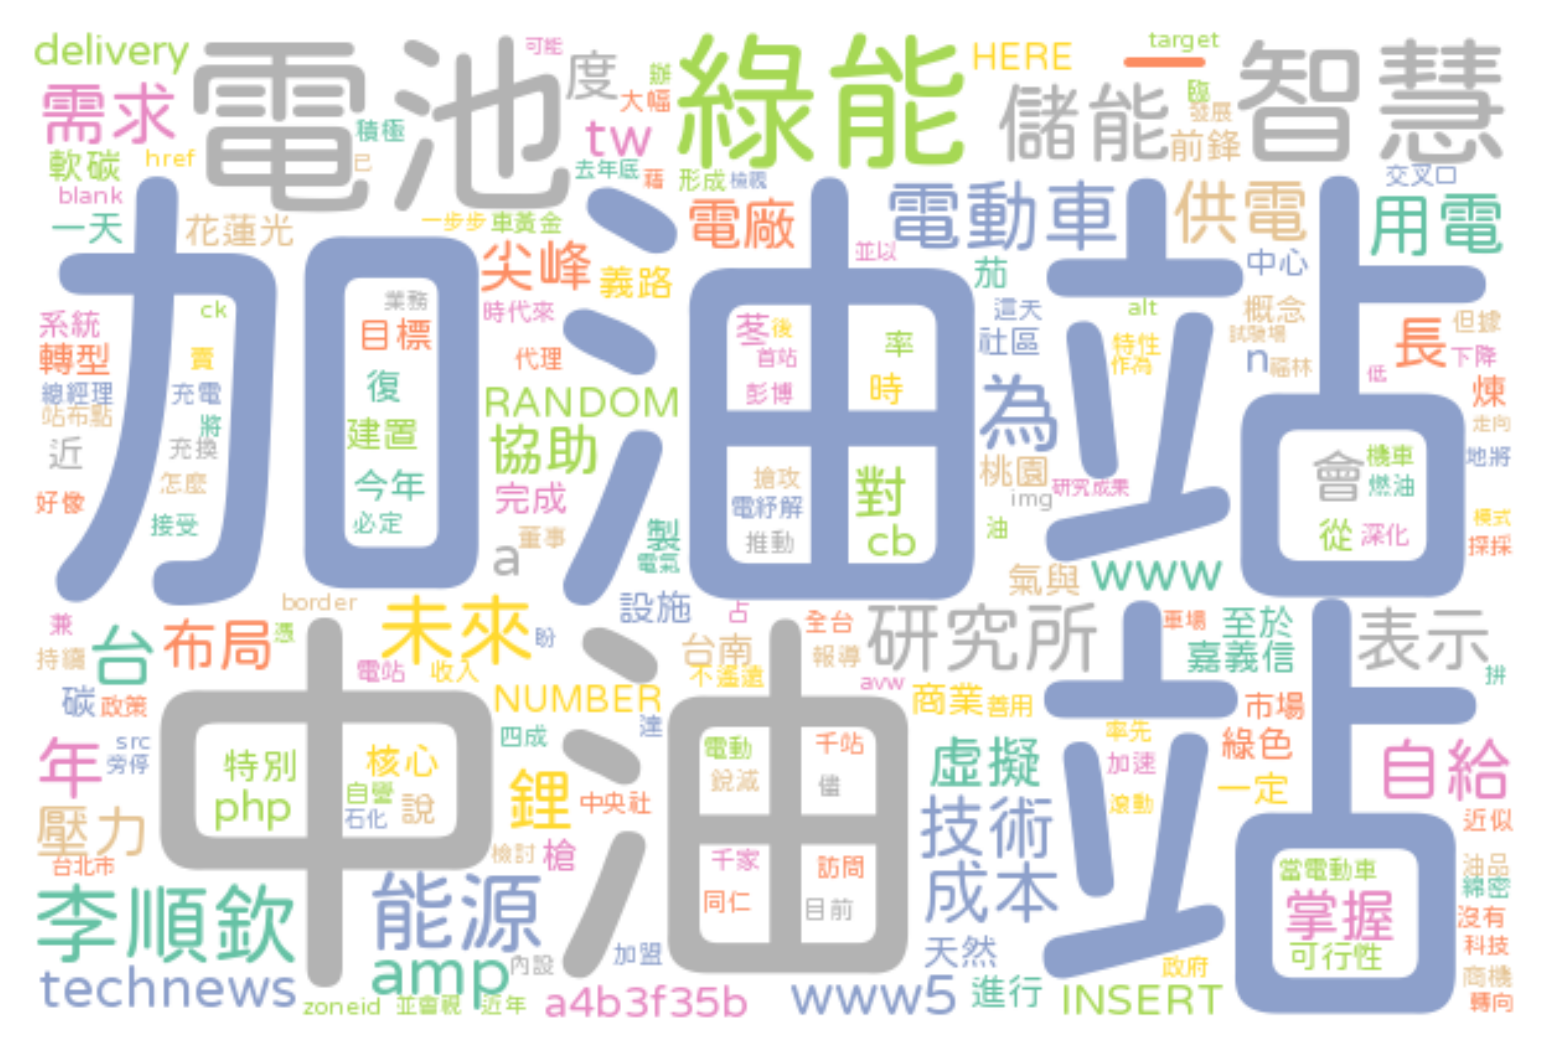 delivery
電池
可能
度
辦
大幅
綠能
HERE
target
一
智慧
需求
積極
已
tw
儲能
臨
發展
前鋒
軟碳
href
去年底
藉
形成
檢視
交叉口
blank
一天
花蓮光
一步步
車黃金
電廠
電動車
供電
用電
尖峰
義路
並以
茄
中心
加油站
系統
ck
業務
目標
時代來
苳
後
率
這天
社區
alt
概念
試驗場
但據
轉型
賣
代理
首站
特性
作為
n
福林
長
下降
總經理
充電
復
RANDOM
彭博
時
為
低
煉
站布點
將
建置
協助
走向
近
充換
今年
搶攻
對
桃園
研究成果
會
機車
地將
怎麼
完成
電紓解
img
燃油
好像
接受
必定
製
推動
cb
油
從
深化
模式
探採
a
董事
氣與
www
兼
border
未來
設施
占
全台
研究所
車場
至於
表示
持續
台
布局
憑
盼
台南
報導
嘉義信
拼
碳
政策
電站
收入
不遙遠
avw
NUMBER
商業
善用
市場
年
src
旁停
特別
核心
四成
達
電動
千站
虛擬
率先
加速
綠色
自給
php
自營
說
石化
鋰
中央社
銳減
儘
技術
滾動
一定
壓力
近似
中油
站
台北市
檢討
槍
千家
訪問
成本
當電動車
油品
綿密
李順欽
能源
同仁
目前
掌握
沒有
科技
technews
amp
內設
加盟
天然
政府
可行性
商機
zoneid
並會視
近年
a4b3f35b
www5
進行
INSERT
轉向